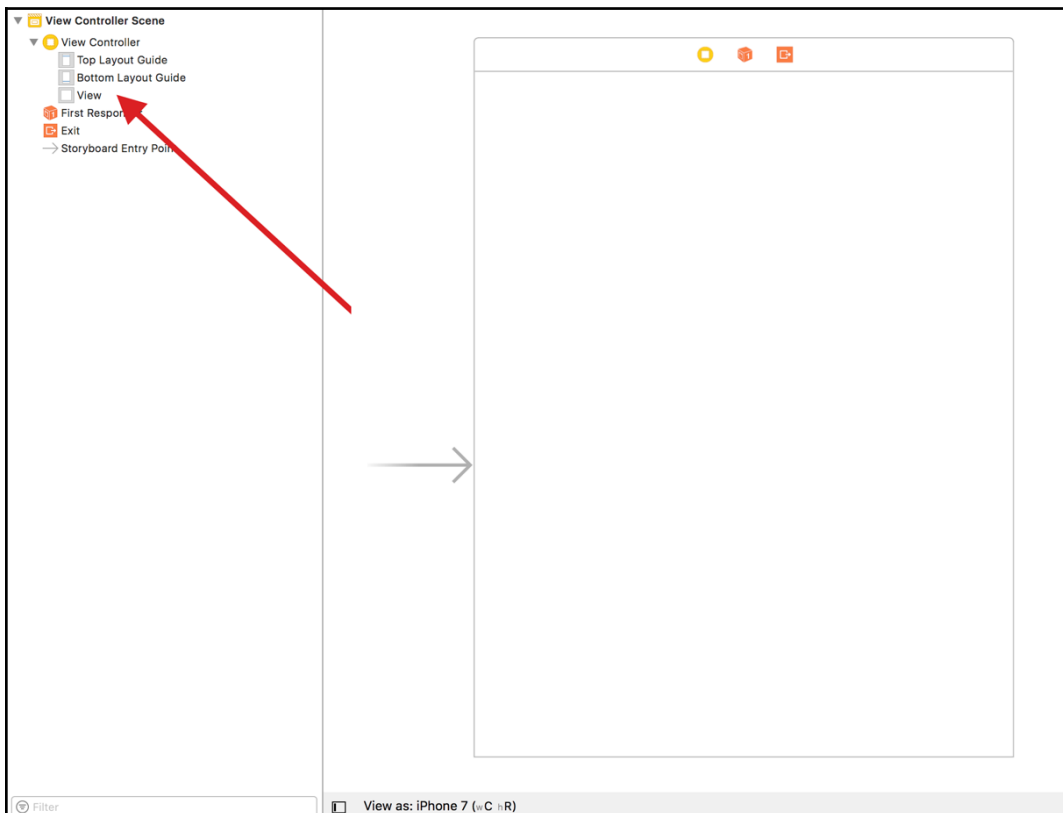 View Controller Scene
View Controller
Top Layout Guide
Bottom Layout Guide
View
First Respon
Exit
Storyboard Entry Poin
Filter
View as: iPhone 7 (wC hR)